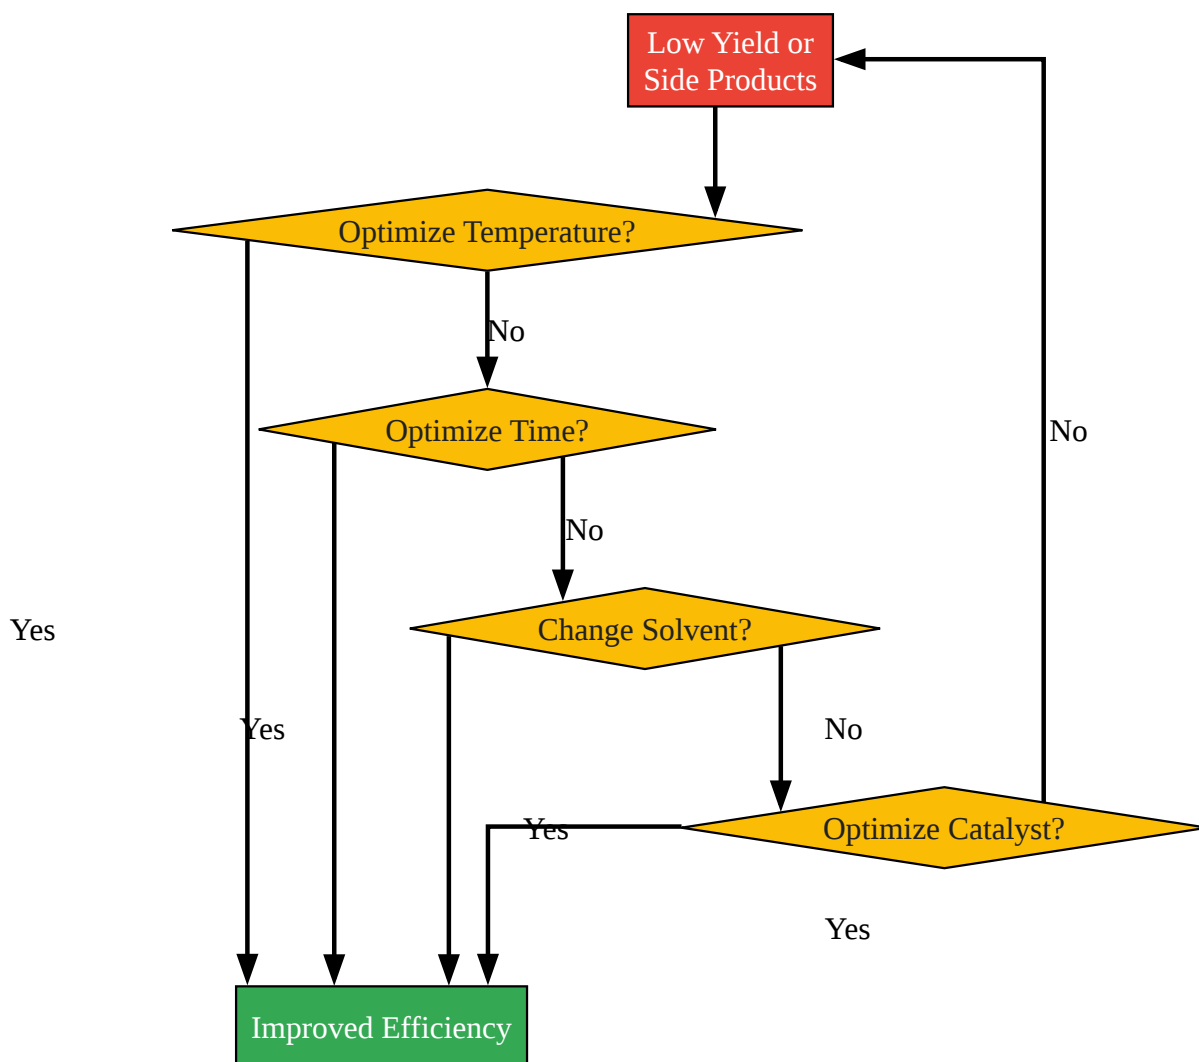 Low Yield or
Side Products
Optimize Temperature?
No
Optimize Time?
No
No
Change Solvent?
Yes
Yes
No
Yes
Optimize Catalyst?
Yes
Improved Efficiency